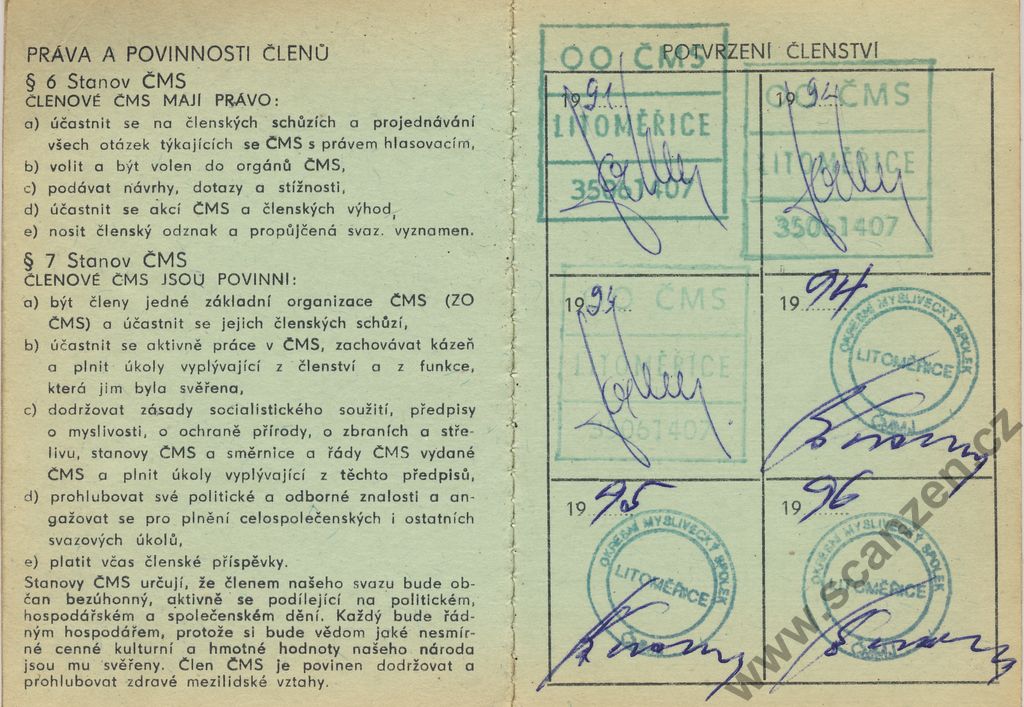 PRÁVA A POVINNOSTI ČLENŮ
§ 6 Stanov ČMS
ČLENOVÉ ČMS MAJÍ PRÁVO:
a) účastnit se na členských schůzích a projednávání
všech otázek týkajících se ČMS s právem hlasovacím,
b) volit a být volen do orgánů ČMS,
c) podávat návrhy, dotazy a stížnosti,
d) účastnit se akcí ČMS a členských výhod,
e) nosit členský odznak a propůjčená svaz. vyznamen.
§ 7 Stanov ČMS
ČLENOVÉ ČMS JSOU POVINNI:
a) být členy jedné základní organizace ČMS (ZO
ČMS) a účastnit se jejich členských schůzí,
b) účastnit se aktivně práce v ČMS, zachovávat kázeň
a plnit úkoly vyplývající z členství a z funkce,
která jim byla svěřena,
c) dodržovat zásady socialistického soužití, předpisy
o myslivosti, o ochraně přírody, o zbraních a stře-
livu, stanovy ČMS a směrnice a řády ČMS vydané
ČMS a plnit úkoly vyplývající z těchto předpisů,
d) prohlubovat své politické a odborné znalosti a an-
gažovat se pro plnění celospolečenských i ostatních
svazových úkolů,
e) platit včas členské příspěvky.
Stanovy ČMS určují, že členem našeho svazu bude ob-
čan bezúhonný, aktivně se podílející na politickém,
hospodářském a společenském dění. Každý bude řád-
ným hospodářem, protože si bude vědom jaké nesmír-
né cenné kulturní a hmotné hodnoty našeho národa
jsou mu svěřeny. Člen ČMS je povinen dodržovat a
prohlubovat zdravé mezilidské vztahy.
POTVRZENÍ ČLENSTVÍ
OO ČMS
1991
LITOMĚŘICE
35061407
OO ČMS
1994
LITOMĚŘICE
35061407
OO ČMS
1994
LITOMĚŘICE
35061407
1994
OKRESNÍ MYSLIVECKÝ SPOLEK
LITOMĚŘICE
ČMMJ
1995
OKRESNÍ MYSLIVECKÝ SPOLEK
LITOMĚŘICE
ČMMJ
1996
OKRESNÍ MYSLIVECKÝ SPOLEK
LITOMĚŘICE
ČMMJ
www.scanzen.cz